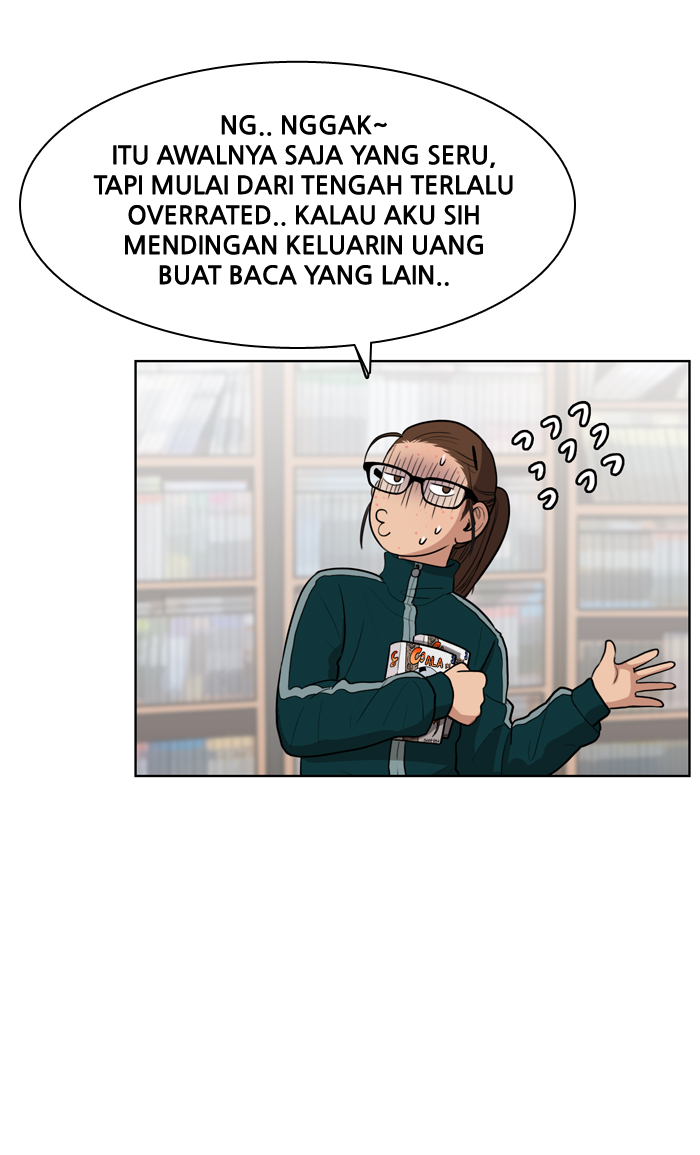 NG.. NGGAK~
ITU AWALNYA SAJA YANG SERU,
TAPI MULAI DARI TENGAH TERLALU
OVERRATED.. KALAU AKU SIH
MENDINGAN KELUARIN UANG
BUAT BACA YANG LAIN..